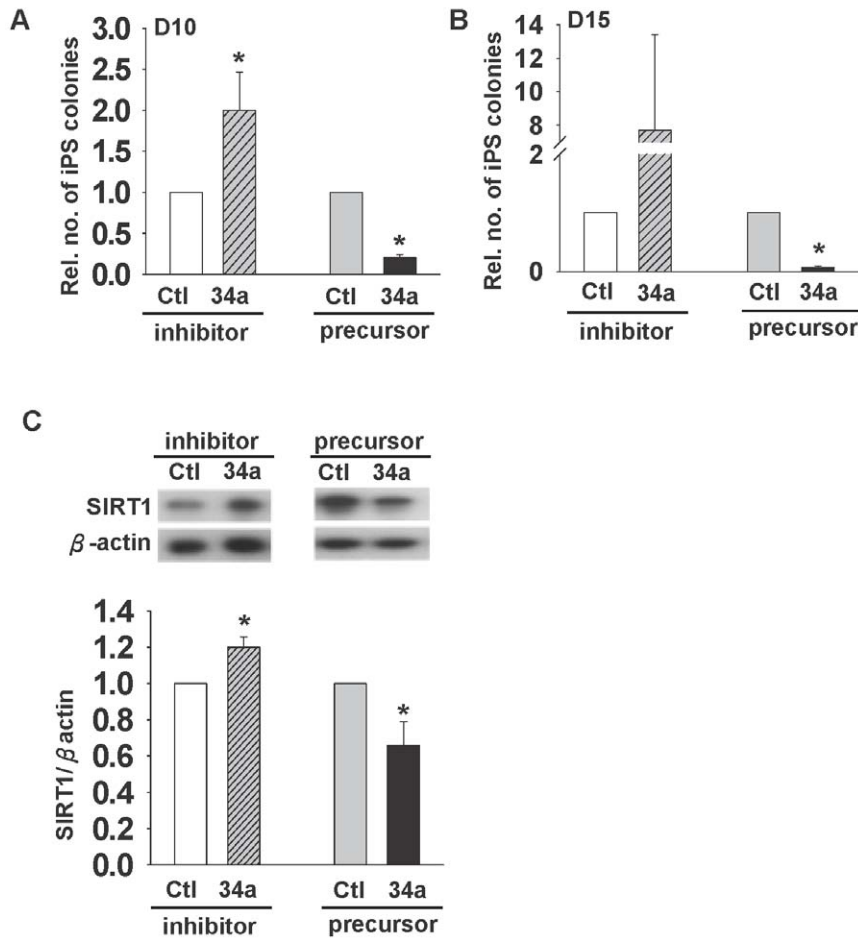 A
D10
Rel. no. of iPS colonies
3.0
2.5
2.0
1.5
1.0
0.5
0.0
*
*
Ctl 34a Ctl 34a
inhibitor precursor
B
D15
Rel. no. of iPS colonies
14
12
10
8
2
0
*
Ctl 34a Ctl 34a
inhibitor precursor
C
inhibitor precursor
Ctl 34a Ctl 34a
SIRT1
β-actin
SIRT1/β actin
1.4
1.2
1.0
0.8
0.6
0.4
0.2
0.0
*
*
Ctl 34a Ctl 34a
inhibitor precursor